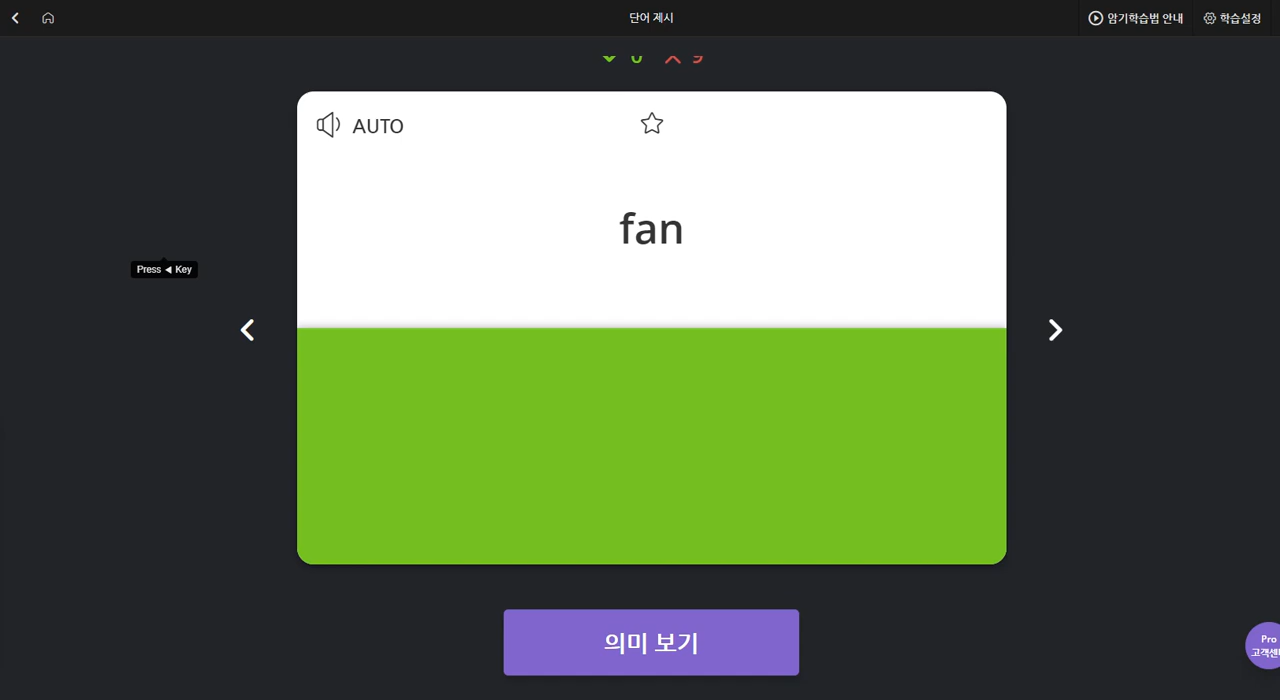 단어 제시
암기학습법 안내
학습설정
AUTO
fan
Press ◀ Key
의미 보기
Pro